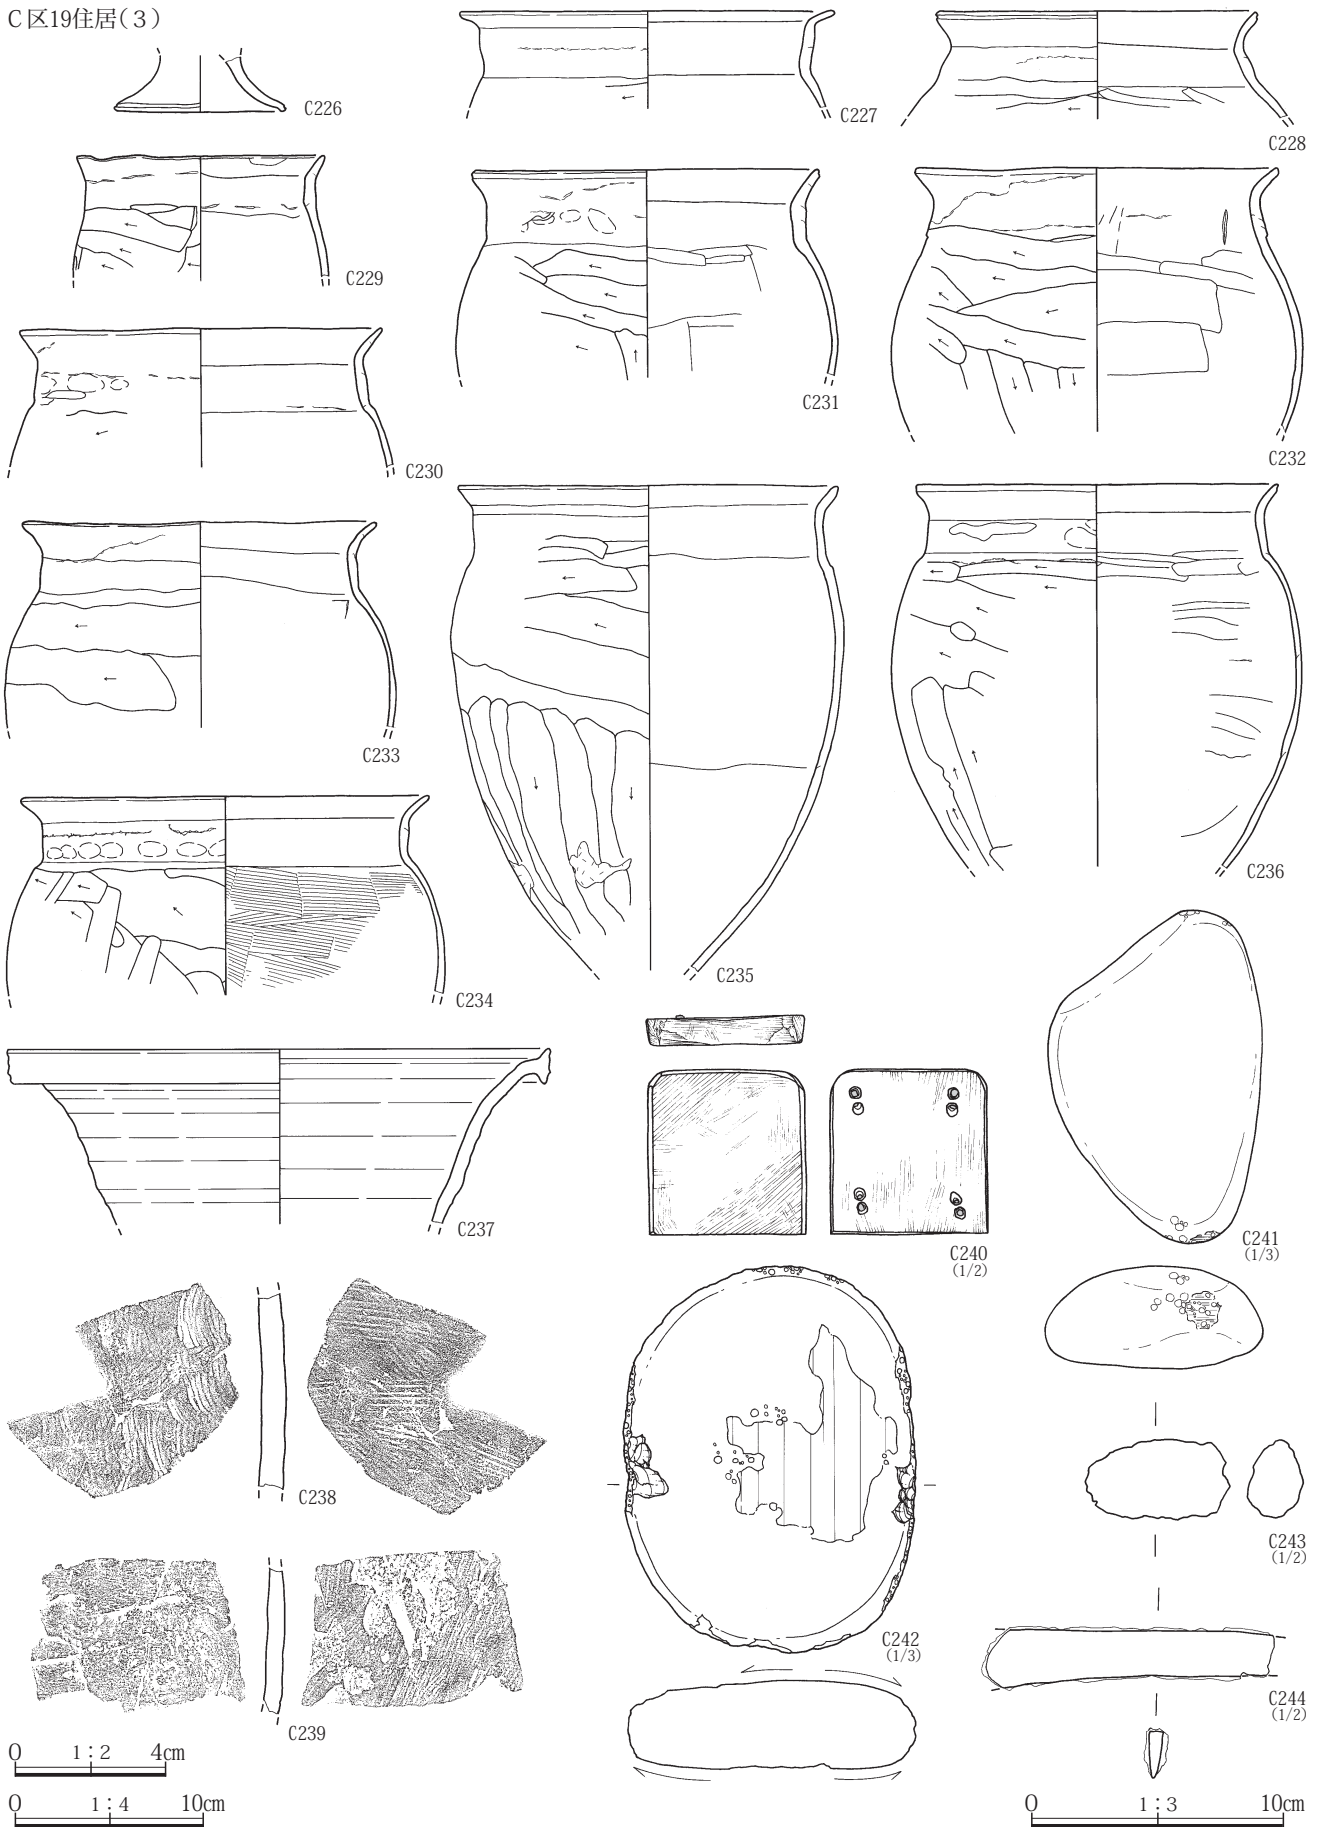 C区19住居(3)
C226
C227
C228
C229
C231
C232
C230
C233
C235
C236
C234
C237
C240
(1/2)
C241
(1/3)
C238
C243
(1/2)
C242
(1/3)
C239
C244
(1/2)
0 1:2 4cm
0 1:4 10cm
0 1:3 10cm